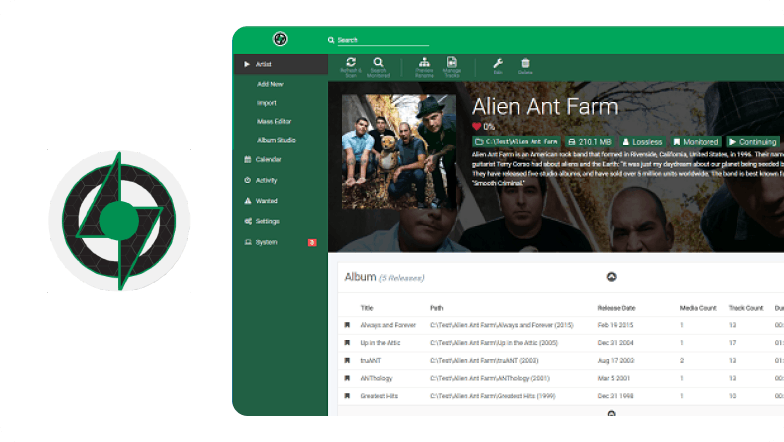 Search
Artist
Add New
Import
Mass Editor
Album Studio
Calendar
Activity
Wanted
Settings
System
Refresh & Scan
Search Monitored
Preview Rename
Manage Tracks
Edit
Delete
Alien Ant Farm
0%
C:\Test\Alien Ant Farm 210.1 MB Lossless Monitored Continuing
Alien Ant Farm is an American rock band that formed in Riverside, California, United States, in 1996. Their nam
guitarist Terry Corso had about aliens and the Earth: "It was just my daydream about our planet being seeded b
They have released five studio albums, and have sold over 5 million units worldwide. The band is best known f
"Smooth Criminal."
Album (5 Releases)
Title Path Release Date Media Count Track Count Du
Always and Forever C:\Test\Alien Ant Farm\Always and Forever (2015) Feb 19 2015 1 13 00:
Up in the Attic C:\Test\Alien Ant Farm\Up in the Attic (2005) Dec 31 2004 1 17 01:
truANT C:\Test\Alien Ant Farm\truANT (2003) Aug 17 2003 2 13 01:
ANThology C:\Test\Alien Ant Farm\ANThology (2001) Mar 5 2001 1 13 00:
Greatest Hits C:\Test\Alien Ant Farm\Greatest Hits (1999) Dec 31 1998 1 10 00: